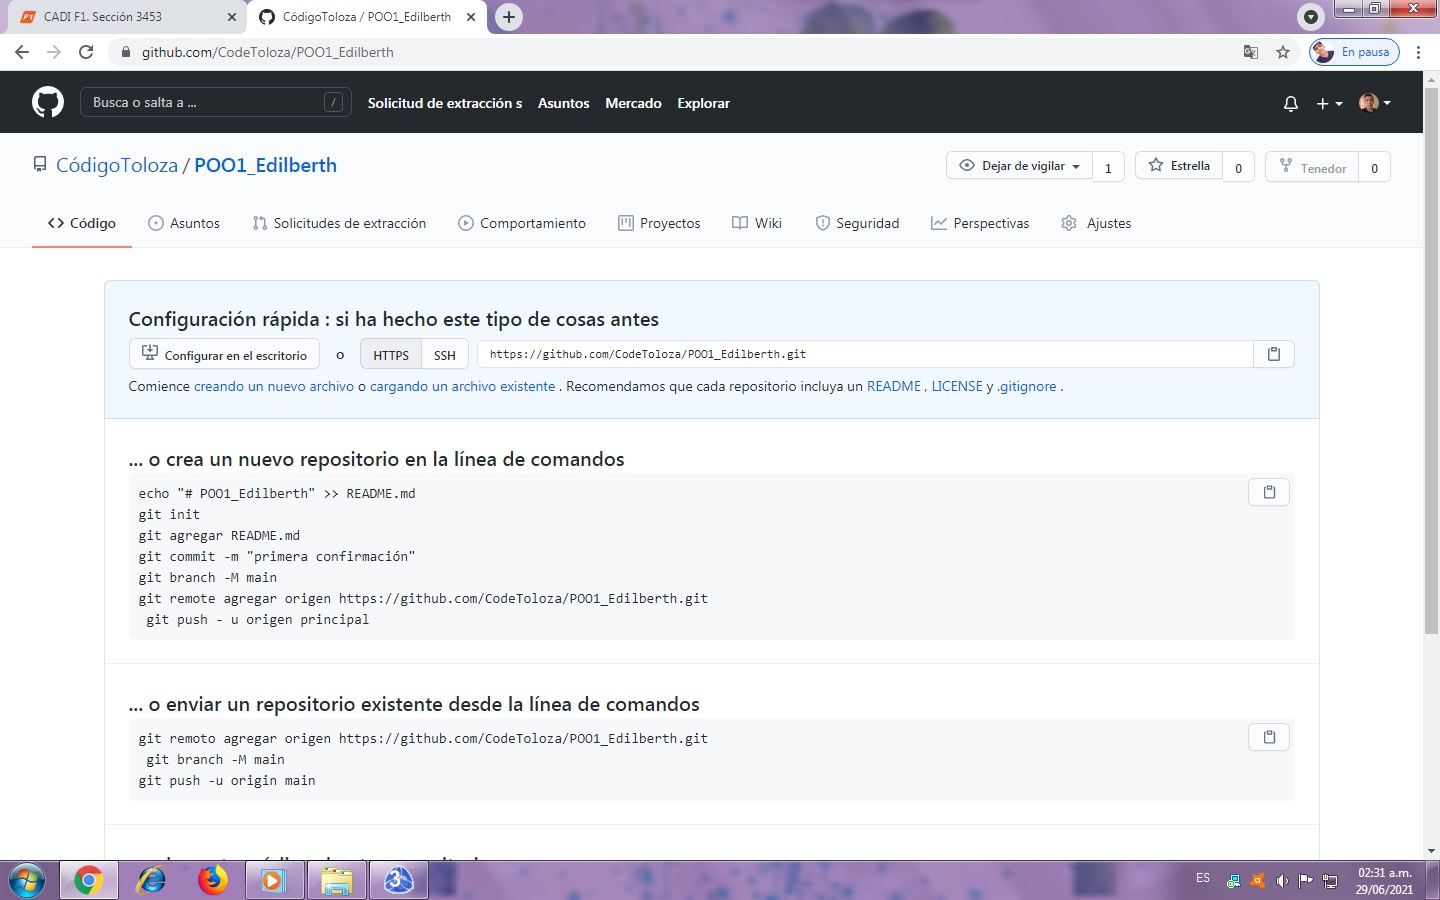 CADI F1. Sección 3453
CódigoToloza / POO1_Edilberth
github.com/CodeToloza/POO1_Edilberth
En pausa
Busca o salta a ...
/
Solicitud de extracción s
Asuntos
Mercado
Explorar
CódigoToloza / POO1_Edilberth
Dejar de vigilar 1
Estrella 0
Tenedor 0
Código
Asuntos
Solicitudes de extracción
Comportamiento
Proyectos
Wiki
Seguridad
Perspectivas
Ajustes
Configuración rápida : si ha hecho este tipo de cosas antes
Configurar en el escritorio o HTTPS SSH https://github.com/CodeToloza/POO1_Edilberth.git
Comience creando un nuevo archivo o cargando un archivo existente . Recomendamos que cada repositorio incluya un README , LICENSE y .gitignore .
... o crea un nuevo repositorio en la línea de comandos
echo "# POO1_Edilberth" >> README.md
git init
git agregar README.md
git commit -m "primera confirmación"
git branch -M main
git remote agregar origen https://github.com/CodeToloza/POO1_Edilberth.git
git push - u origen principal
... o enviar un repositorio existente desde la línea de comandos
git remoto agregar origen https://github.com/CodeToloza/POO1_Edilberth.git
git branch -M main
git push -u origin main
ES
02:31 a.m.
29/06/2021